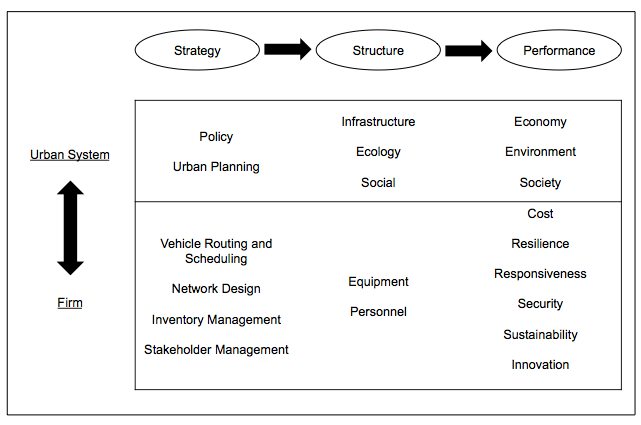 Strategy
Structure
Performance
Urban System
Policy
Urban Planning
Infrastructure
Ecology
Social
Economy
Environment
Society
Firm
Vehicle Routing and
Scheduling
Network Design
Inventory Management
Stakeholder Management
Equipment
Personnel
Cost
Resilience
Responsiveness
Security
Sustainability
Innovation